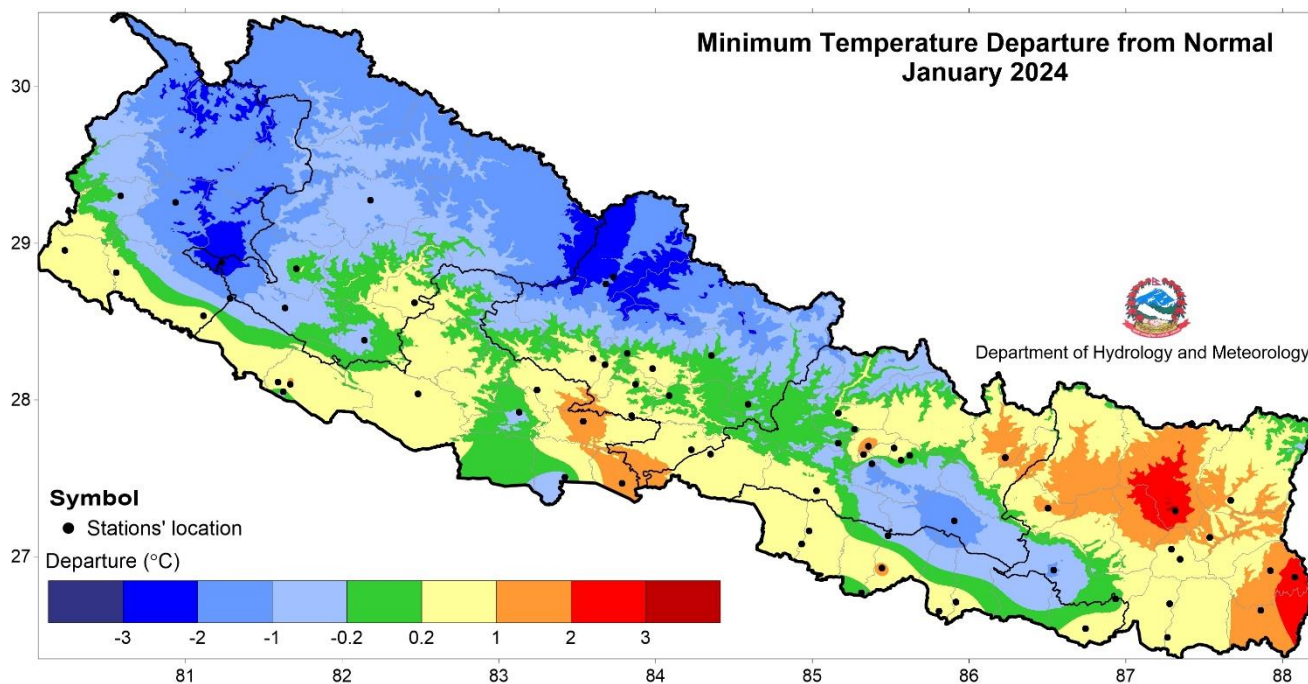 Minimum Temperature Departure from Normal
January 2024
30
29
28
27
Department of Hydrology and Meteorology
Symbol
Stations' location
Departure (°C)
-3 -2 -1 -0.2 0.2 1 2 3
81 82 83 84 85 86 87 88